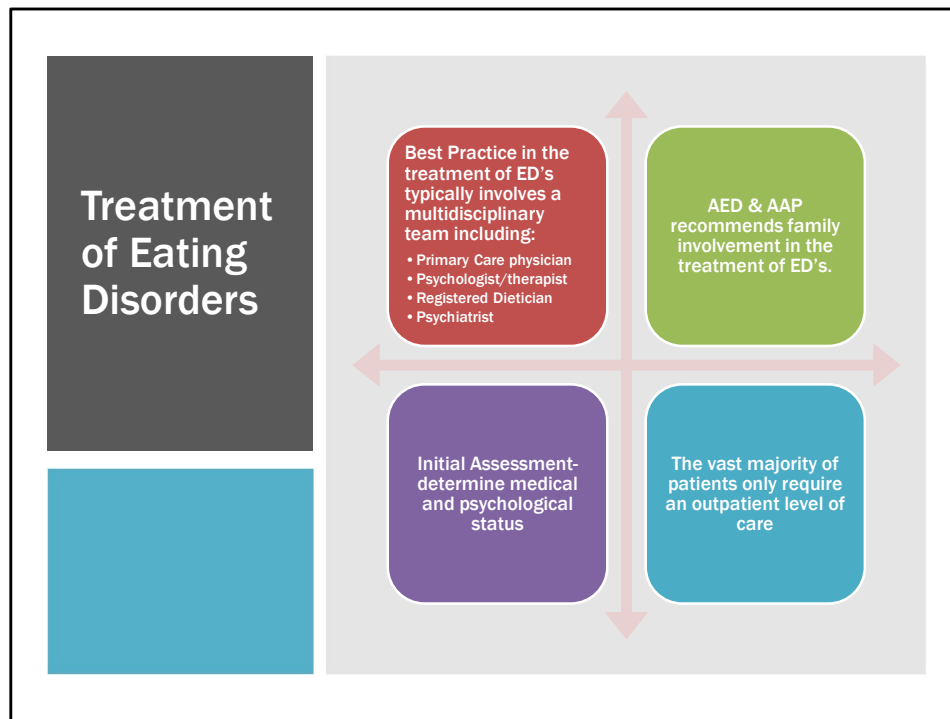 Treatment
of Eating
Disorders
Best Practice in the
treatment of ED's
typically involves a
multidisciplinary
team including:
• Primary Care physician
• Psychologist/therapist
• Registered Dietician
• Psychiatrist
AED & AAP
recommends family
involvement in the
treatment of ED's.
Initial Assessment-
determine medical
and psychological
status
The vast majority of
patients only require
an outpatient level of
care